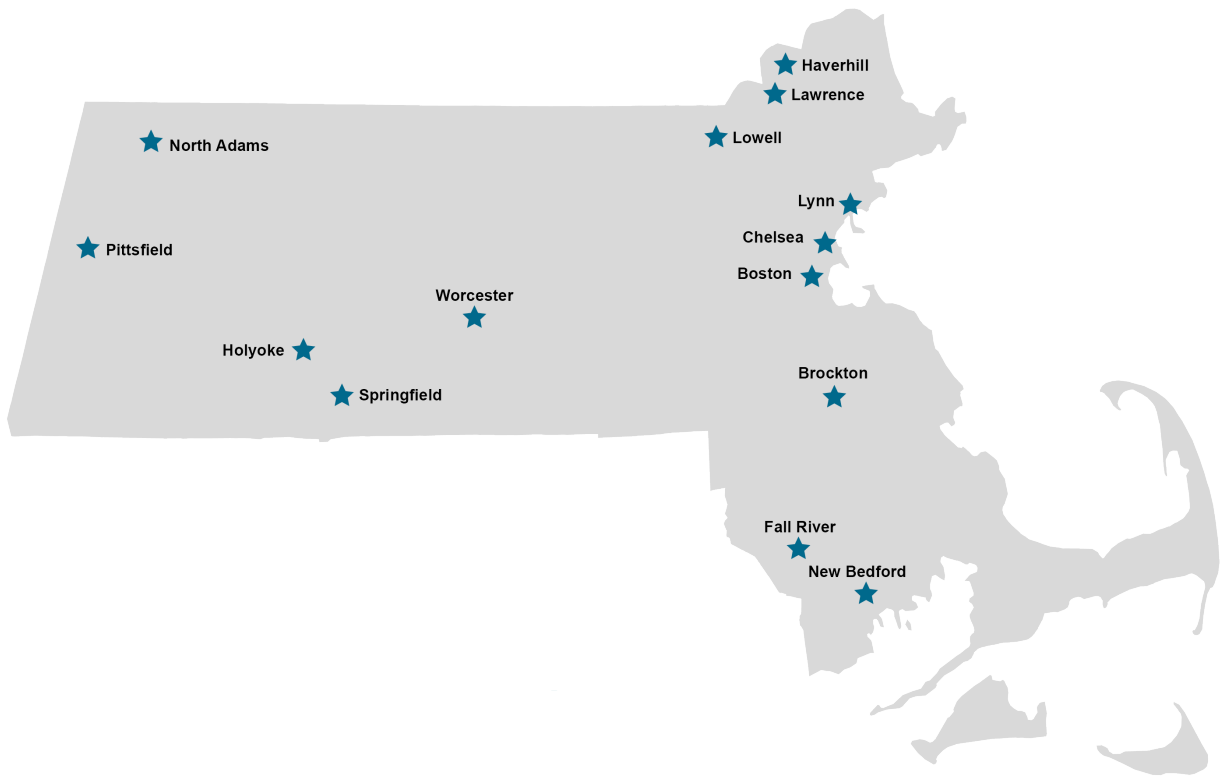 Haverhill
Lawrence
Lowell
North Adams
Lynn
Chelsea
Pittsfield
Boston
Worcester
Holyoke
Brockton
Springfield
Fall River
New Bedford